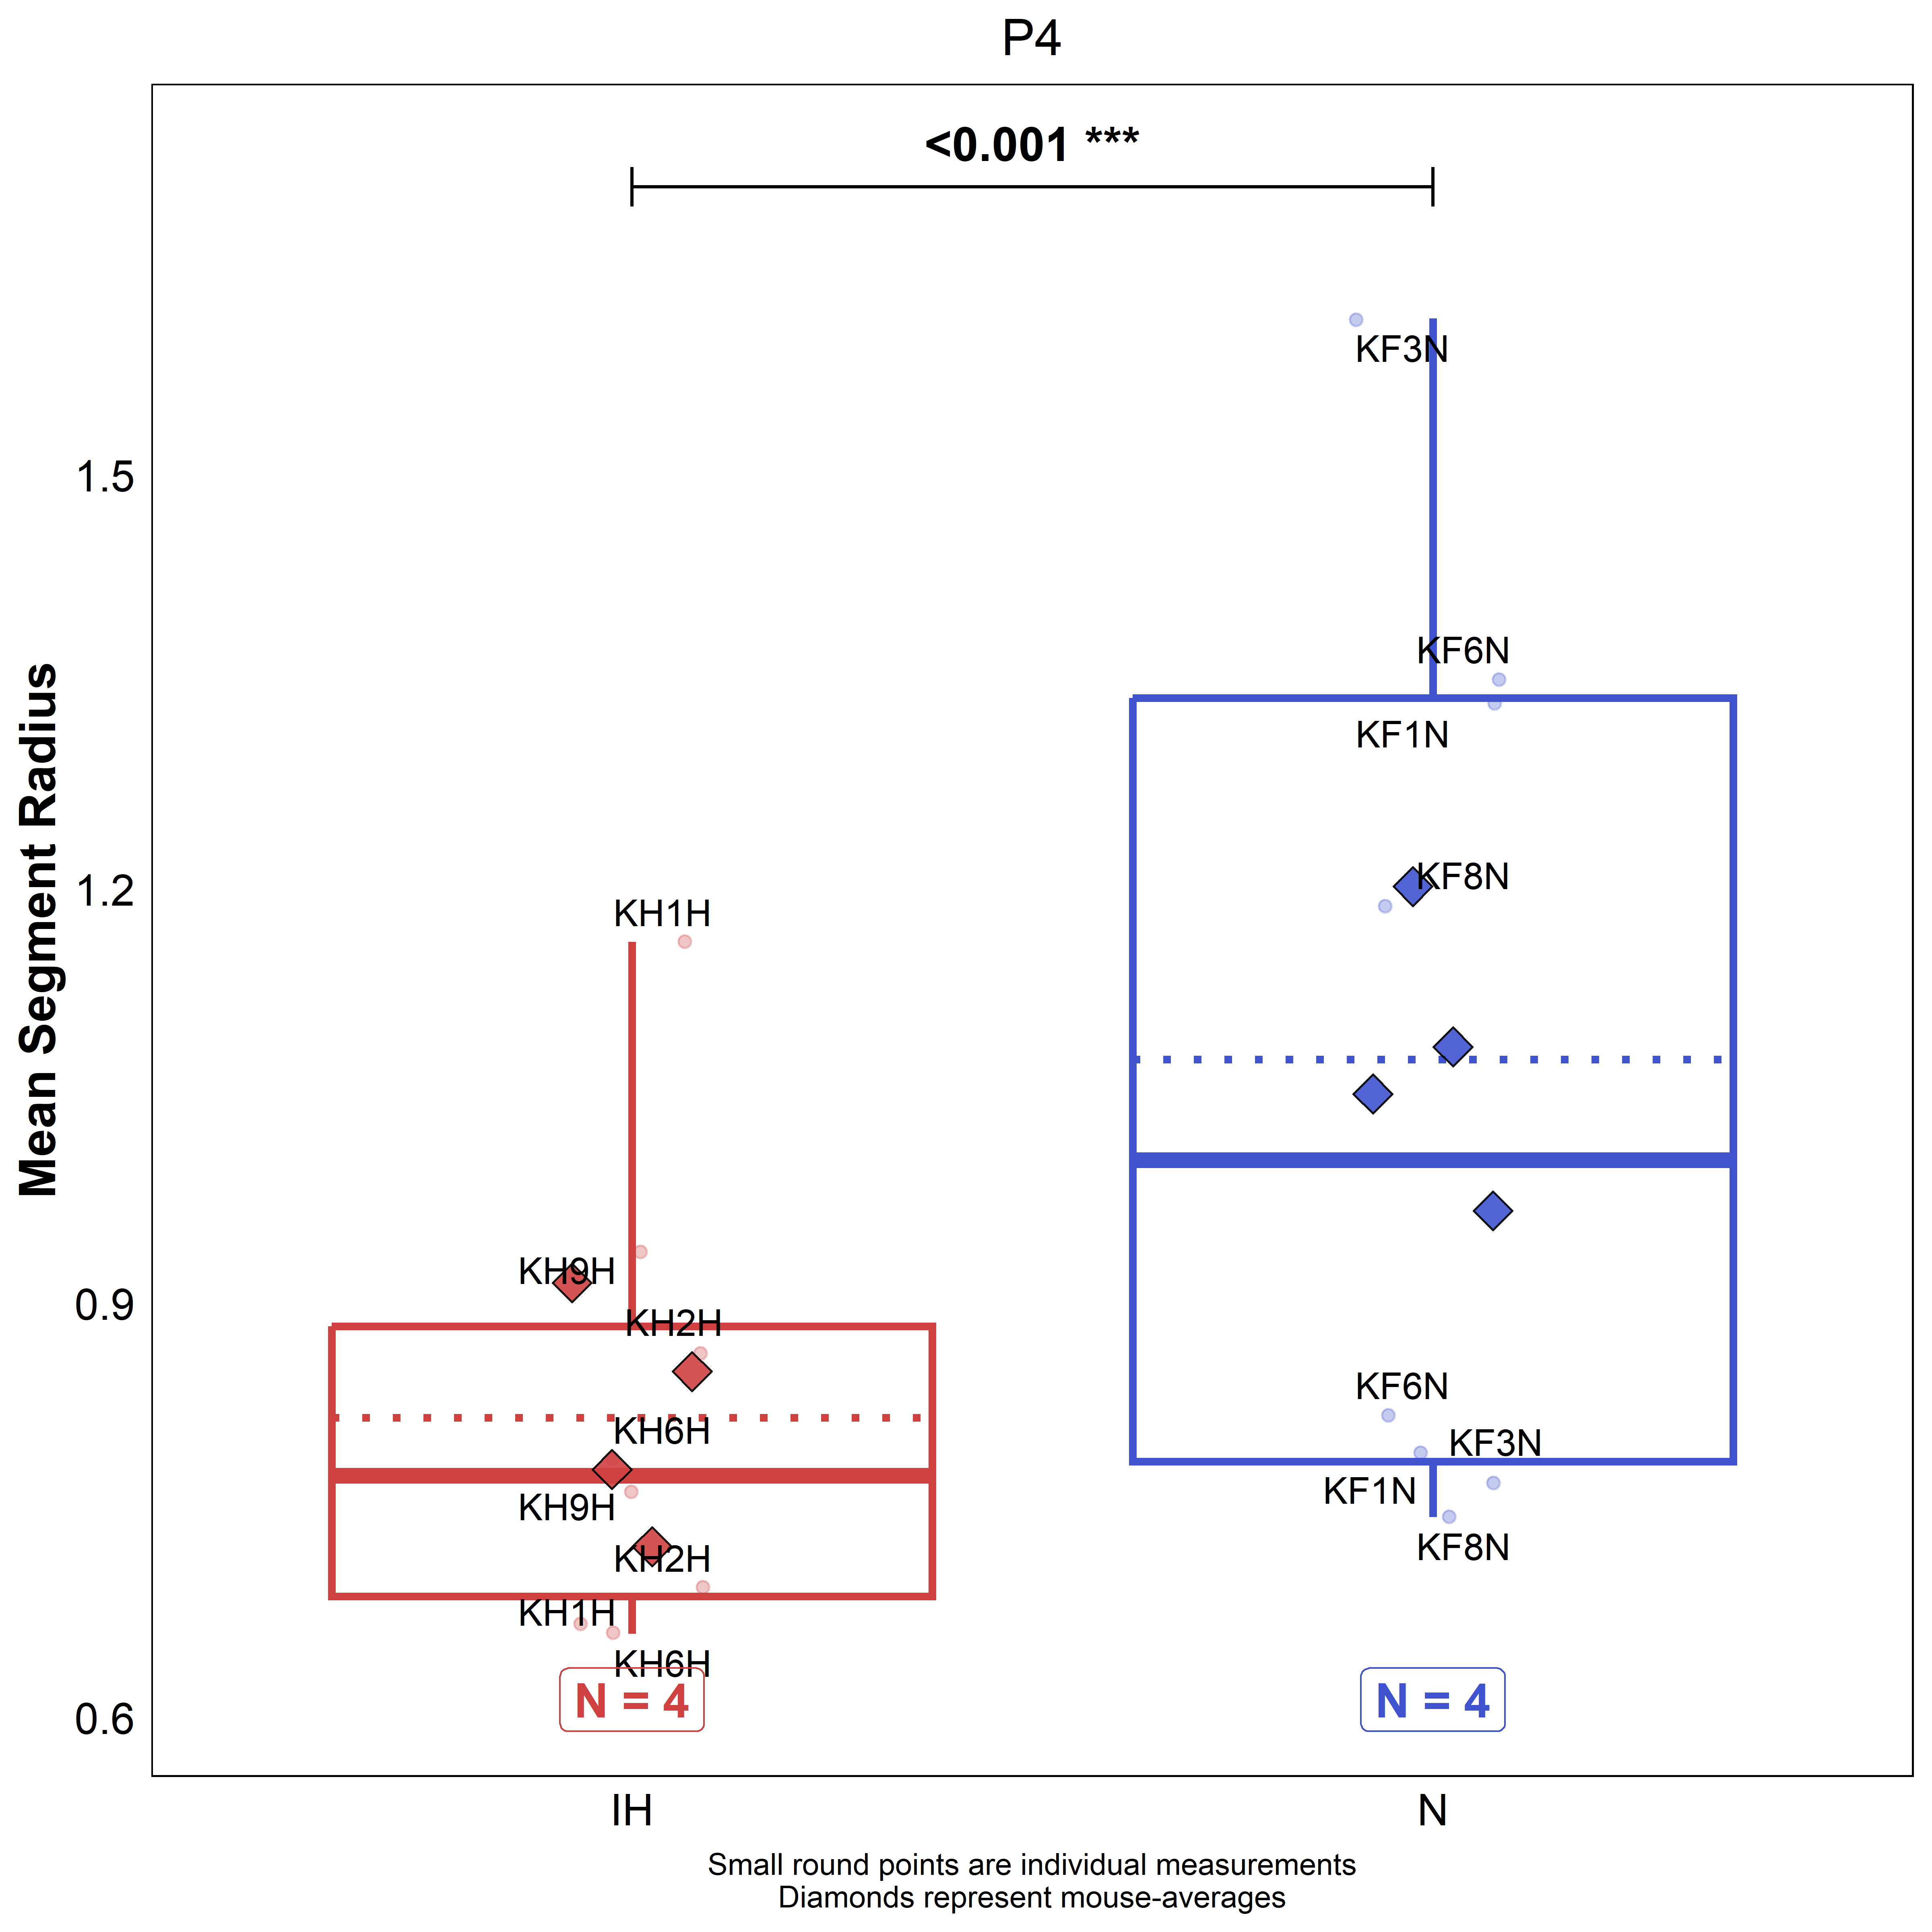 P4
<0.001 ***
KF3N
1.5
KF6N
KF1N
KF8N
1.2
KH1H
Mean Segment Radius
KH9H
0.9
KH2H
KF6N
KH6H
KF3N
KF1N
KH9H
KF8N
KH2H
KH1H
KH6H
N = 4
N = 4
0.6
IH
N
Small round points are individual measurements
Diamonds represent mouse-averages